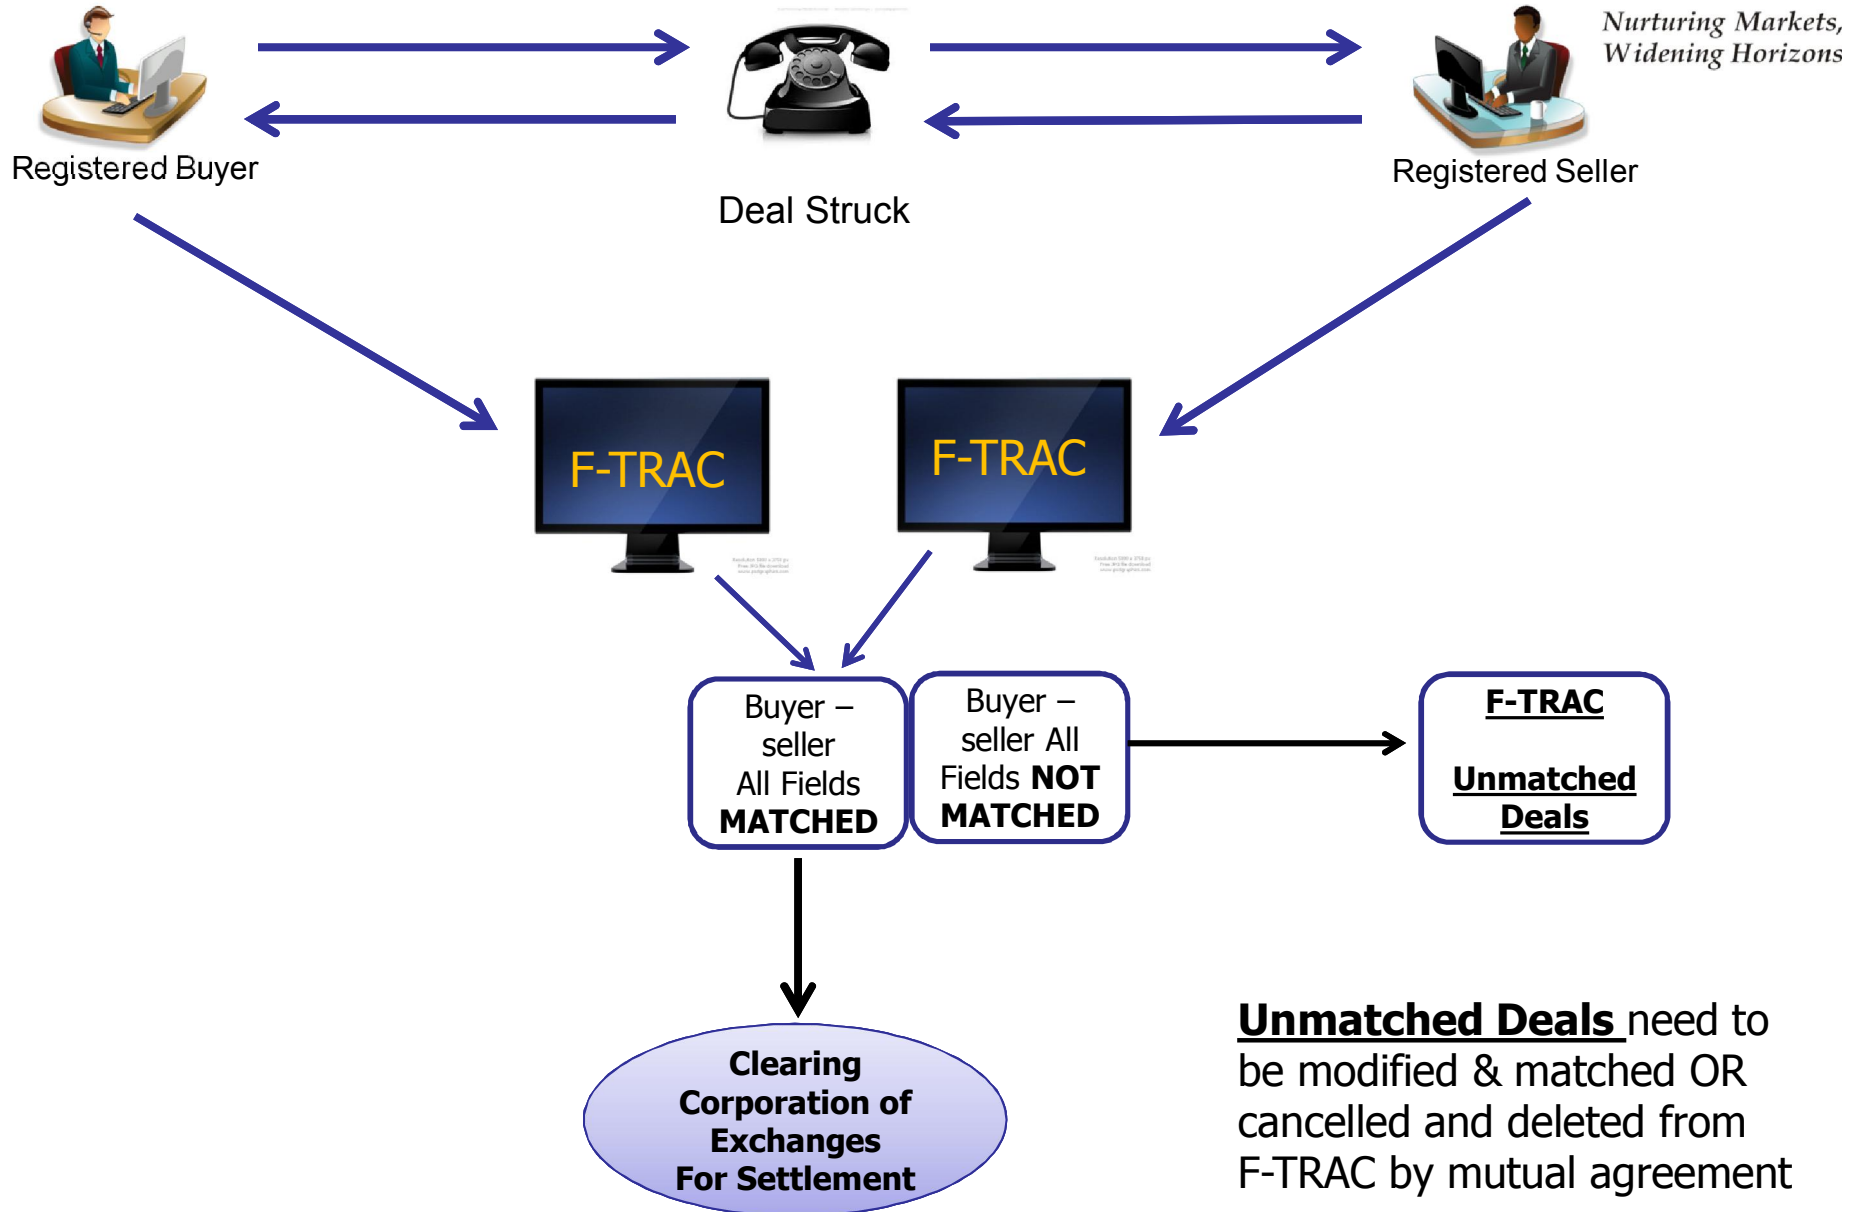 Nurturing Markets,
Widening Horizons
Registered Buyer
Registered Seller
Deal Struck
F-TRAC
F-TRAC
Buyer –
seller
All Fields
MATCHED
Buyer –
seller All
Fields NOT
MATCHED
F-TRAC
Unmatched
Deals
Clearing
Corporation of
Exchanges
For Settlement
Unmatched Deals need to
be modified & matched OR
cancelled and deleted from
F-TRAC by mutual agreement